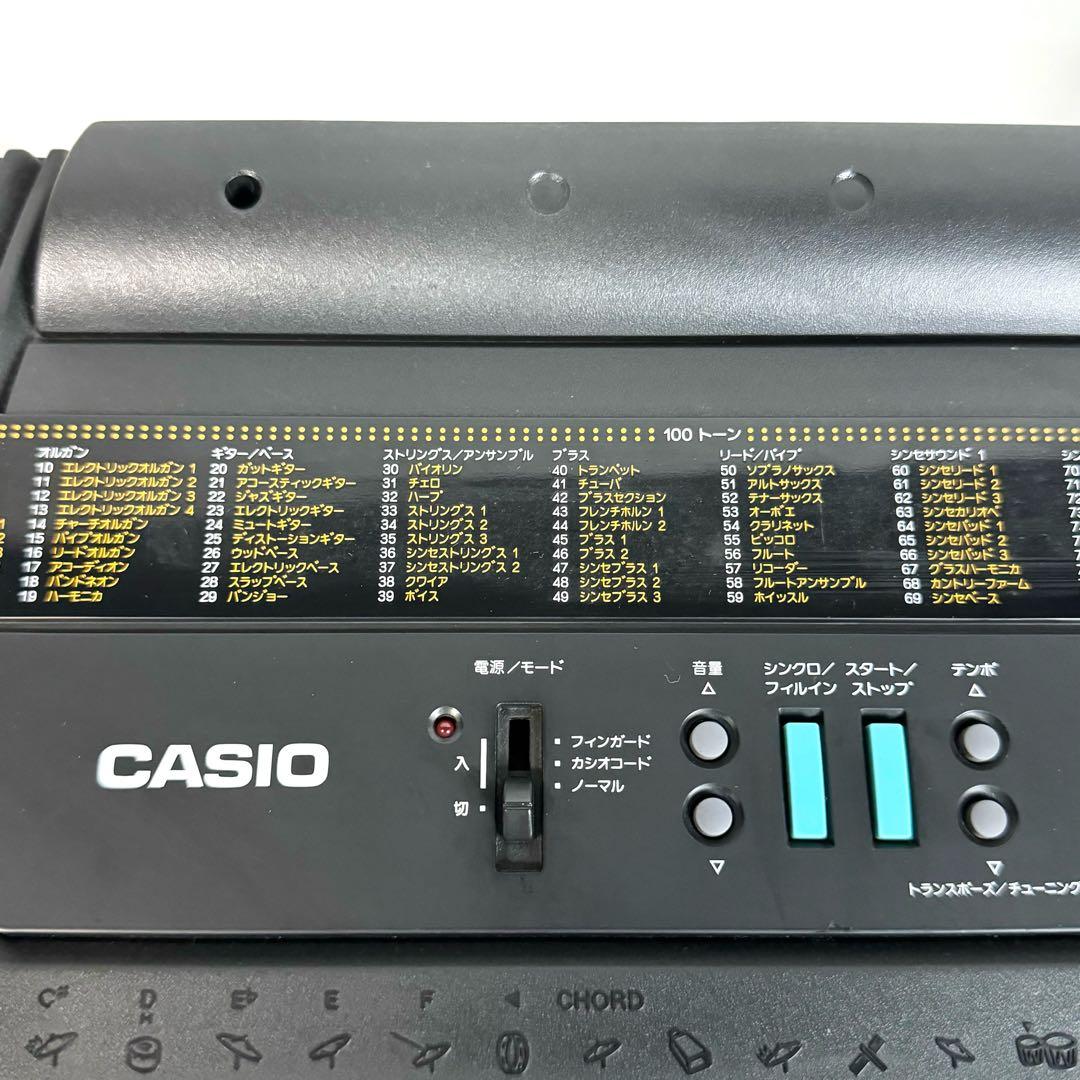 100 トーン
オルガン
10 エレクトリックオルガン 1
11 エレクトリックオルガン 2
12 エレクトリックオルガン 3
13 エレクトリックオルガン 4
14 チャーチオルガン
15 パイプオルガン
16 リードオルガン
17 アコーディオン
18 バンドネオン
19 ハーモニカ
ギター/ベース
20 ガットギター
21 アコースティックギター
22 ジャズギター
23 エレクトリックギター
24 ミュートギター
25 ディストーションギター
26 ウッドベース
27 エレクトリックベース
28 スラップベース
29 バンジョー
ストリングス/アンサンブル
30 バイオリン
31 チェロ
32 ハープ
33 ストリングス 1
34 ストリングス 2
35 ストリングス 3
36 シンセストリングス 1
37 シンセストリングス 2
38 クワイア
39 ボイス
ブラス
40 トランペット
41 チューバ
42 ブラスセクション
43 フレンチホルン 1
44 フレンチホルン 2
45 ブラス 1
46 ブラス 2
47 シンセブラス 1
48 シンセブラス 2
49 シンセブラス 3
リード/パイプ
50 ソプラノサックス
51 アルトサックス
52 テナーサックス
53 オーボエ
54 クラリネット
55 ピッコロ
56 フルート
57 リコーダー
58 フルートアンサンブル
59 ホイッスル
シンセサウンド 1
60 シンセリード 1
61 シンセリード 2
62 シンセリード 3
63 シンセカリオペ
64 シンセパッド 1
65 シンセパッド 2
66 シンセパッド 3
67 グラスハーモニカ
68 カントリーファーム
69 シンセベース
シン
70
71
72
CASIO
電源/モード
入
切
フィンガード
カシオコード
ノーマル
音量
シンクロ/
フィルイン
スタート/
ストップ
テンポ
トランスポーズ/チューニング
C♯ D E♭ E F ◀ CHORD